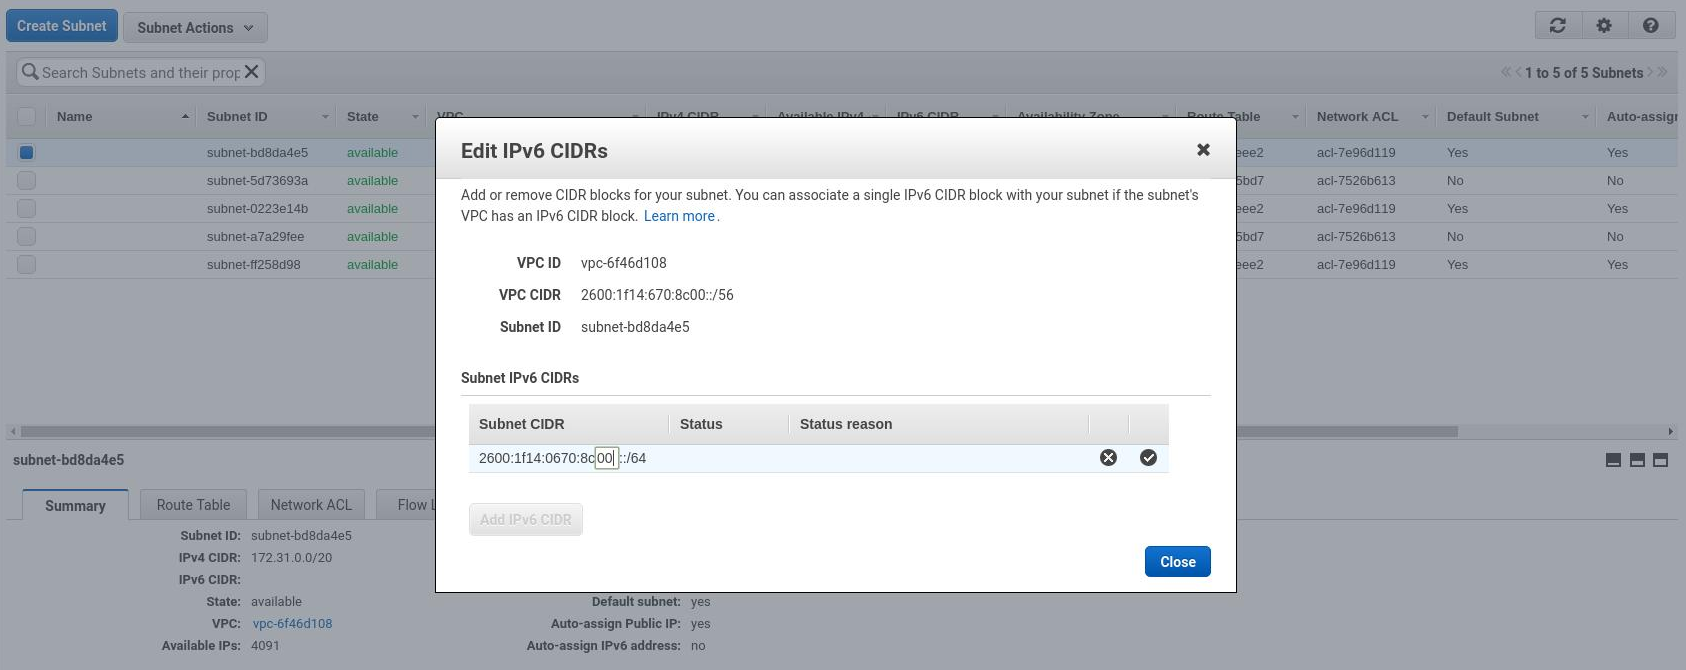 Create Subnet Subnet Actions
Search Subnets and their prop 1 to 5 of 5 Subnets
Name Subnet ID State VPC IPv4 CIDR Available IPv4 IPv6 CIDR Availability Zone Route Table Network ACL Default Subnet Auto-assign
subnet-bd8da4e5 available eee2 acl-7e96d119 Yes Yes
subnet-5d73693a available 5bd7 acl-7526b613 No No
subnet-0223e14b available eee2 acl-7e96d119 Yes Yes
subnet-a7a29fee available 5bd7 acl-7526b613 No No
subnet-ff258d98 available eee2 acl-7e96d119 Yes Yes
Edit IPv6 CIDRs
Add or remove CIDR blocks for your subnet. You can associate a single IPv6 CIDR block with your subnet if the subnet's
VPC has an IPv6 CIDR block. Learn more.
VPC ID vpc-6f46d108
VPC CIDR 2600:1f14:670:8c00::/56
Subnet ID subnet-bd8da4e5
Subnet IPv6 CIDRs
Subnet CIDR Status Status reason
2600:1f14:0670:8c00::/64
Add IPv6 CIDR
Close
subnet-bd8da4e5
Summary Route Table Network ACL Flow L
Subnet ID: subnet-bd8da4e5
IPv4 CIDR: 172.31.0.0/20
IPv6 CIDR:
State: available Default subnet: yes
VPC: vpc-6f46d108 Auto-assign Public IP: yes
Available IPs: 4091 Auto-assign IPv6 address: no